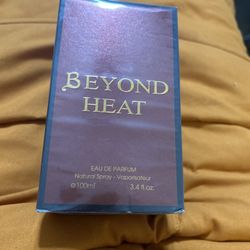 BEYOND
HEAT
EAU DE PARFUM
Natural Spray - Vaporisateur
℮100ml 3.4 fl.oz.